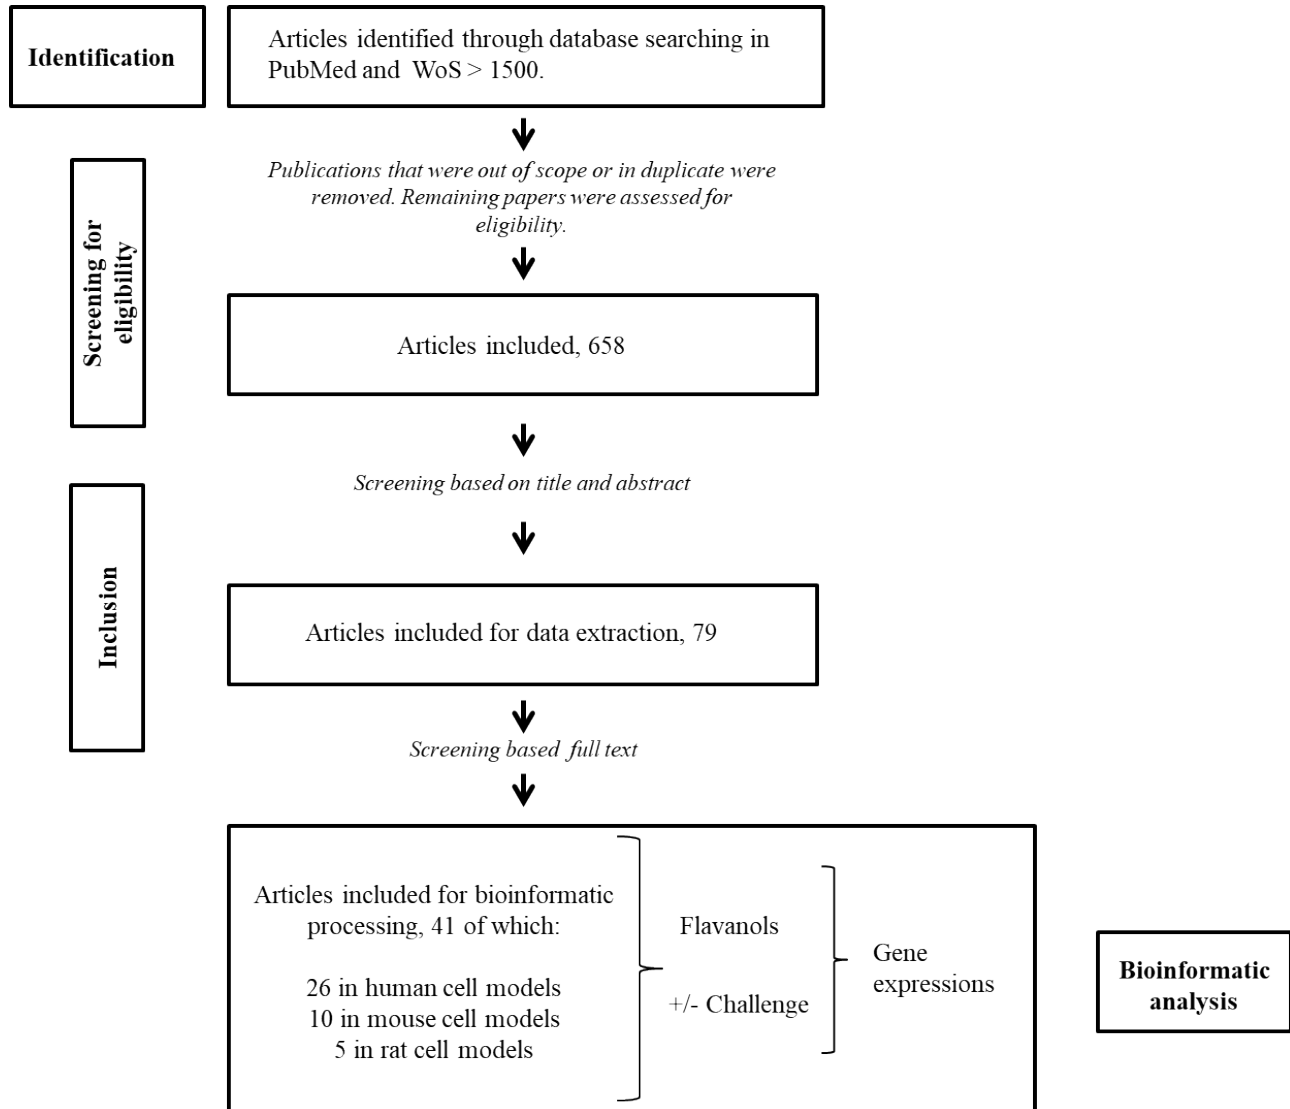 Identification
Articles identified through database searching in
PubMed and WoS > 1500.
Publications that were out of scope or in duplicate were
removed. Remaining papers were assessed for
eligibility.
Screening for
eligibility
Articles included, 658
Screening based on title and abstract
Inclusion
Articles included for data extraction, 79
Screening based full text
Articles included for bioinformatic
processing, 41 of which:
26 in human cell models
10 in mouse cell models
5 in rat cell models
Flavanols
+/- Challenge
Gene
expressions
Bioinformatic
analysis